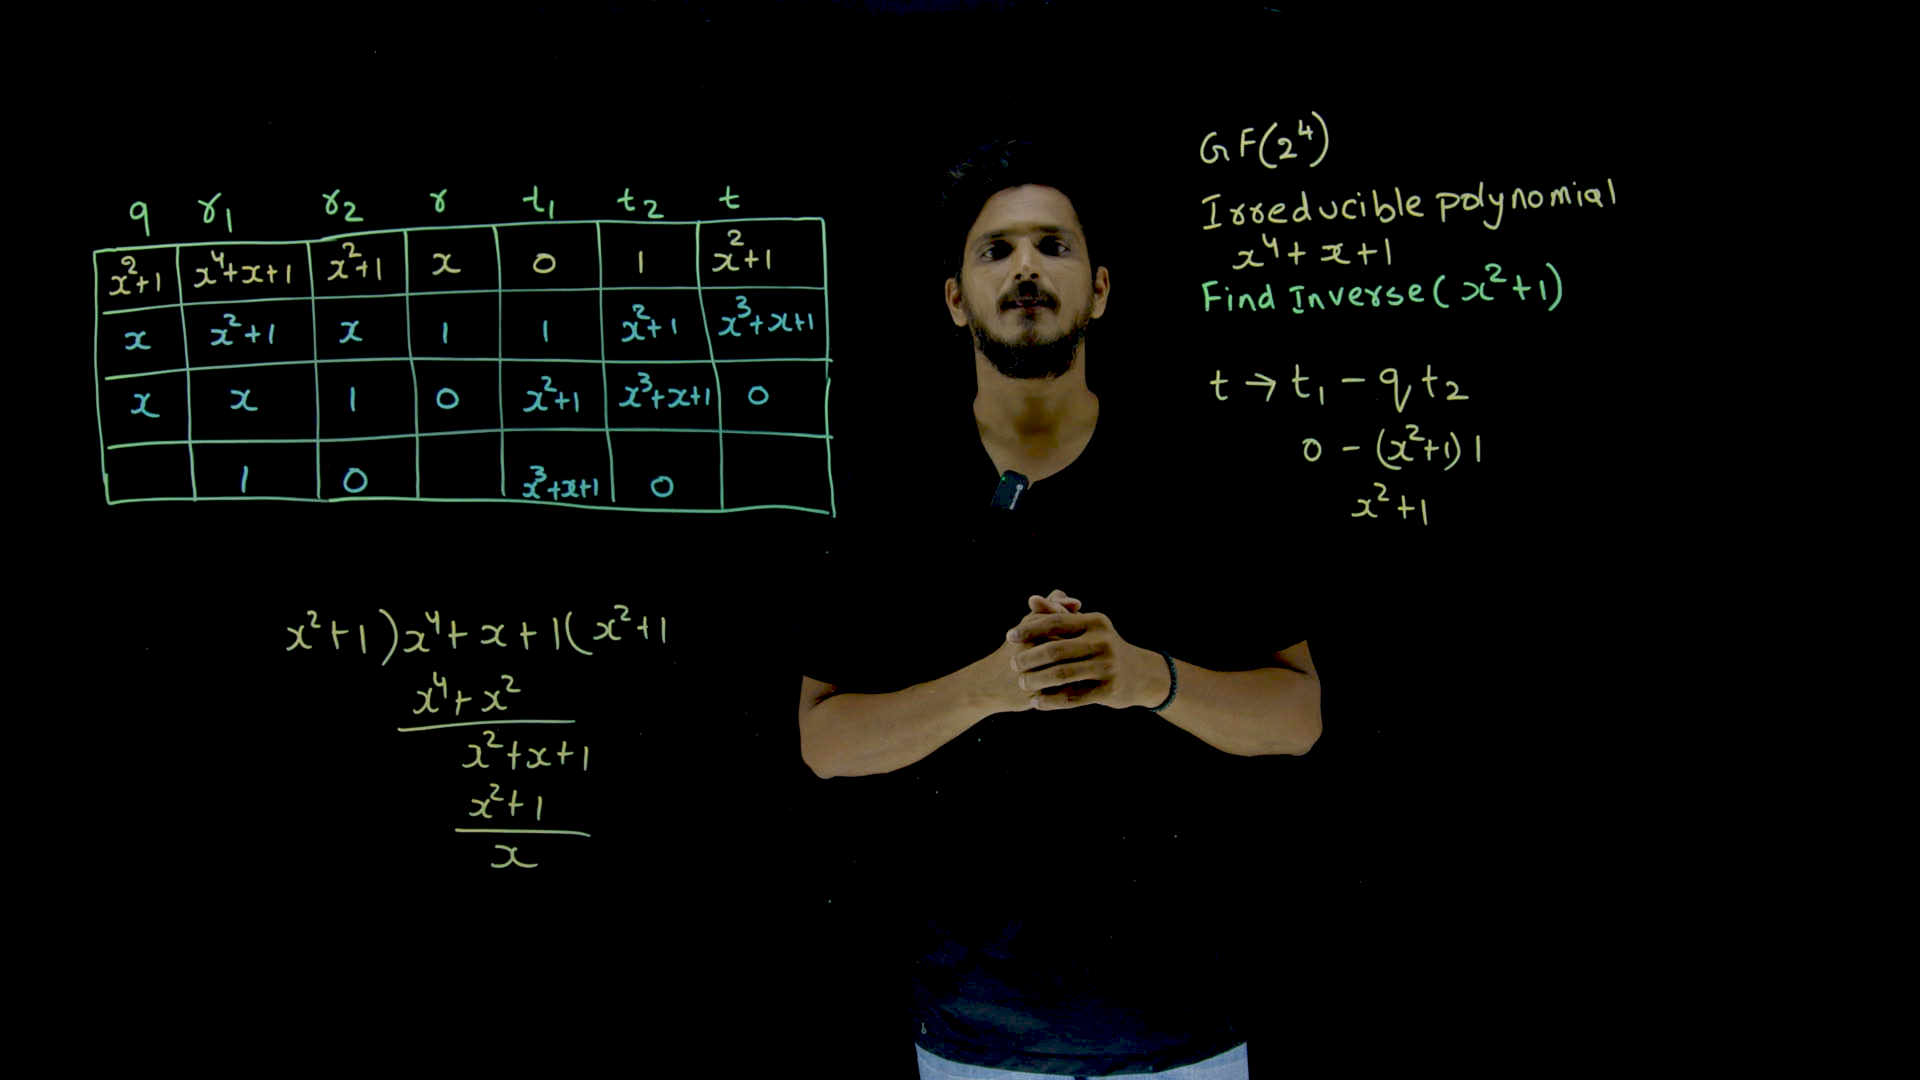 q r₁ r₂ r t₁ t₂ t
x²+1 x⁴+x+1 x²+1 x 0 1 x²+1
x x²+1 x 1 1 x²+1 x³+x+1
x x 1 0 x²+1 x³+x+1 0
1 0 x³+x+1 0
x²+1)x⁴+x+1(x²+1
x⁴+x²
x²+x+1
x²+1
x
GF(2⁴)
Irreducible polynomial
x⁴+x+1
Find Inverse(x²+1)
t → t₁ - qt₂
0 - (x²+1)1
x²+1